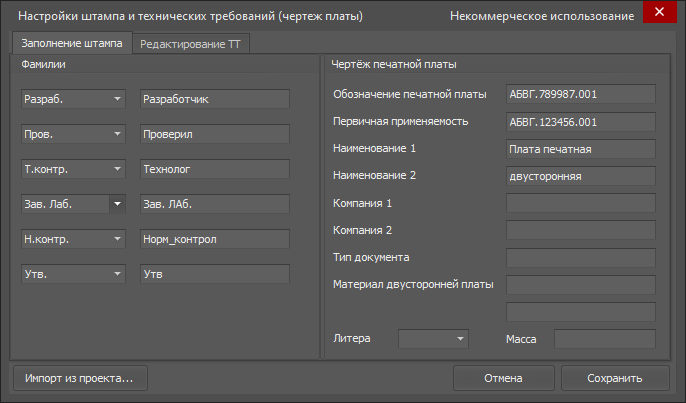 Настройки штампа и технических требований (чертеж платы) Некоммерческое использование
Заполнение штампа Редактирование ТТ
Фамилии
Разраб. Разработчик
Пров. Проверил
Т.контр. Технолог
Зав. Лаб. Зав. ЛАб.
Н.контр. Норм_контрол
Утв. Утв
Чертёж печатной платы
Обозначение печатной платы АБВГ.789987.001
Первичная применяемость АБВГ.123456.001
Наименование 1 Плата печатная
Наименование 2 двусторонняя
Компания 1
Компания 2
Тип документа
Материал двусторонней платы
Литера Масса
Импорт из проекта... Отмена Сохранить